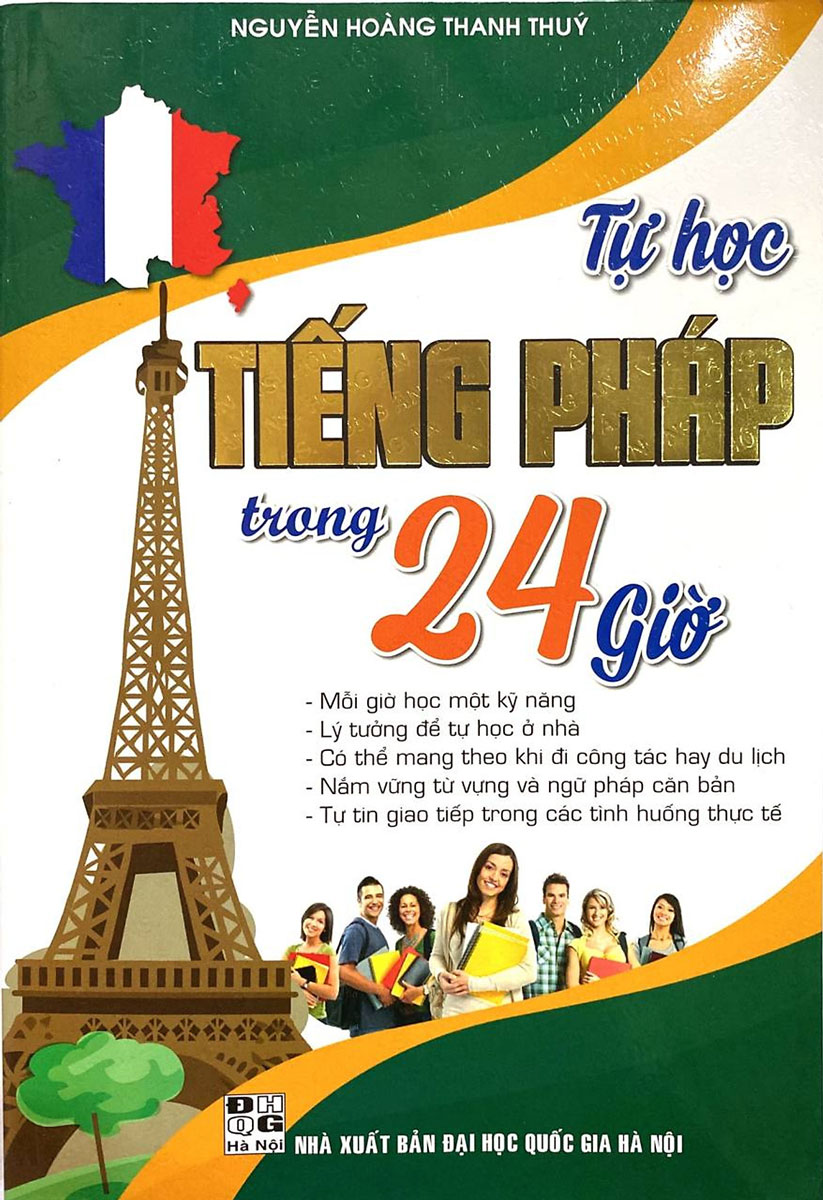 NGUYỄN HOÀNG THANH THUÝ
Tự học
TIẾNG PHÁP
trong 24 Giờ
- Mỗi giờ học một kỹ năng
- Lý tưởng để tự học ở nhà
- Có thể mang theo khi đi công tác hay du lịch
- Nắm vững từ vựng và ngữ pháp căn bản
- Tự tin giao tiếp trong các tình huống thực tế
ĐH
QG
Hà Nội
NHÀ XUẤT BẢN ĐẠI HỌC QUỐC GIA HÀ NỘI